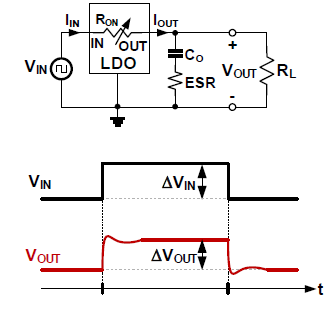 IIN RON IOUT
IN OUT
LDO
VIN
CO
ESR
+
VOUT
RL
-
VIN
ΔVIN
VOUT
ΔVOUT
t